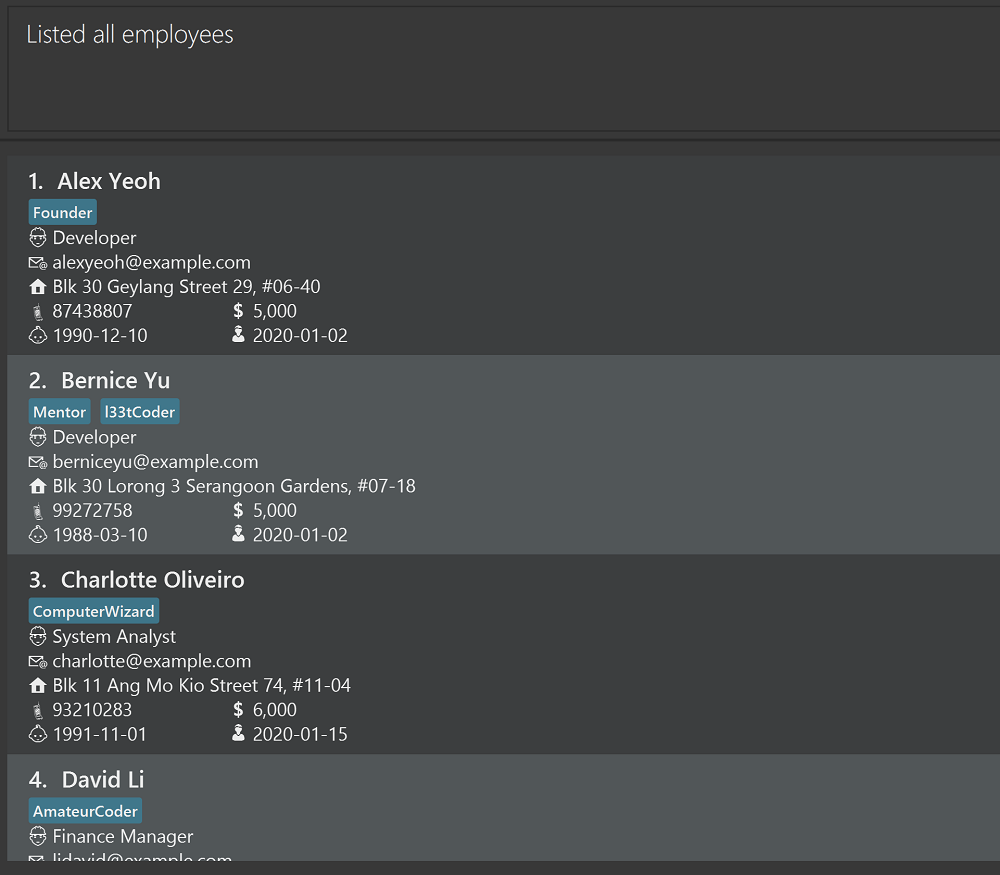 Listed all employees
1. Alex Yeoh
Founder
Developer
alexyeoh@example.com
Blk 30 Geylang Street 29, #06-40
87438807 $ 5,000
1990-12-10 2020-01-02
2. Bernice Yu
Mentor l33tCoder
Developer
berniceyu@example.com
Blk 30 Lorong 3 Serangoon Gardens, #07-18
99272758 $ 5,000
1988-03-10 2020-01-02
3. Charlotte Oliveiro
ComputerWizard
System Analyst
charlotte@example.com
Blk 11 Ang Mo Kio Street 74, #11-04
93210283 $ 6,000
1991-11-01 2020-01-15
4. David Li
AmateurCoder
Finance Manager
lidavid@example.com